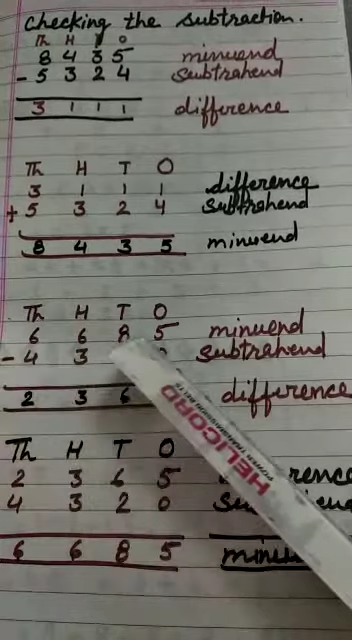 Checking the subtraction.
Th H T O
8 4 3 5 minuend
- 5 3 2 4 subtrahend
3 1 1 1 difference
Th H T O
3 1 1 1 difference
+ 5 3 2 4 subtrahend
8 4 3 5 minuend
Th H T O
6 6 8 5 minuend
- 4 3 subtrahend
2 3 6 difference
HELICORD
Th H T O
2 3 6 5 rence
4 3 2 0
6 6 8 5